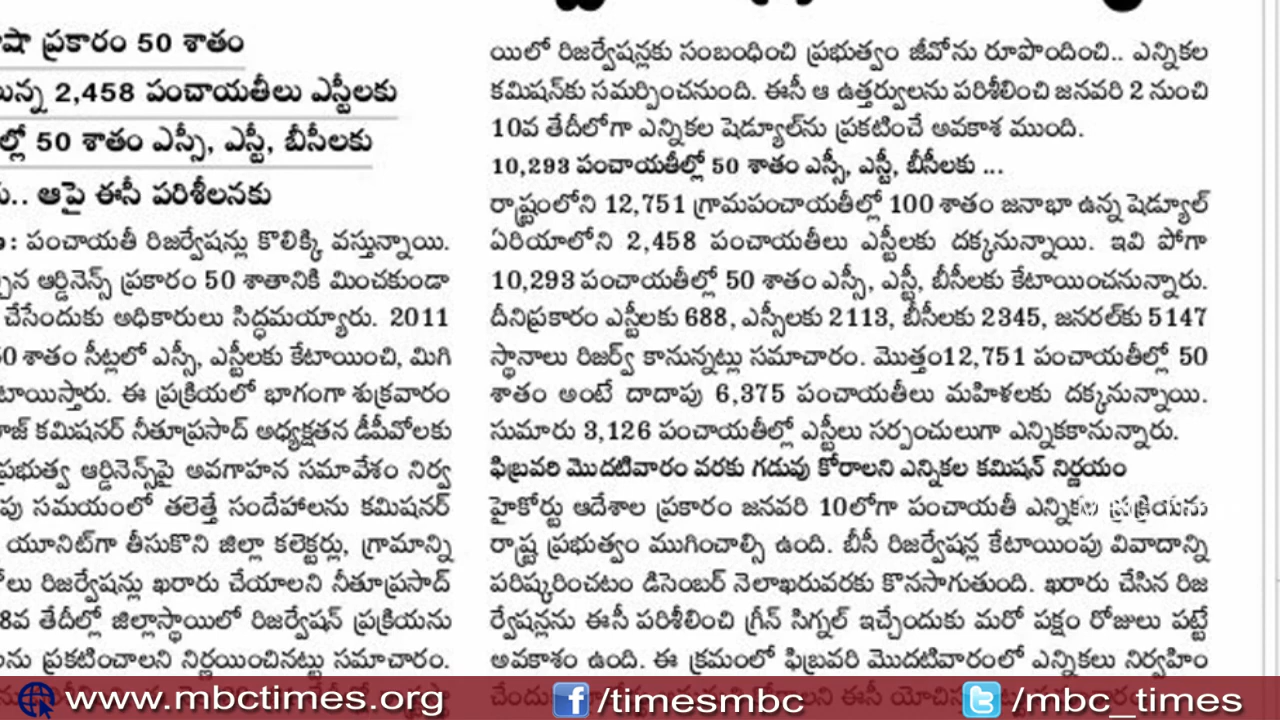 ప్రకారం 50 శాతం
2,458 పంచాయతీలు ఎస్టీలకు
50 శాతం ఎస్సీ, ఎస్టీ, బీసీలకు
.. ఆపై ఈసీ పరిశీలనకు
: పంచాయతీ రిజర్వేషన్లు కొలిక్కి వస్తున్నాయి.
ఆర్డినెన్స్ ప్రకారం 50 శాతానికి మించకుండా
చేసేందుకు అధికారులు సిద్ధమయ్యారు. 2011
శాతం సీట్లలో ఎస్సీ, ఎస్టీలకు కేటాయించి, మిగి
ఈ ప్రక్రియలో భాగంగా శుక్రవారం
కమిషనర్ నీతూప్రసాద్ అధ్యక్షతన డీపీవోలకు
ప్రభుత్వ ఆర్డినెన్స్‌పై అవగాహన సమావేశం నిర్వ
సమయంలో తలెత్తే సందేహాలను కమిషనర్
యూనిట్‌గా తీసుకొని జిల్లా కలెక్టర్లు, గ్రామాన్ని
రిజర్వేషన్లు ఖరారు చేయాలని నీతూప్రసాద్
8వ తేదీల్లో జిల్లాస్థాయిలో రిజర్వేషన్ ప్రక్రియను
ప్రకటించాలని నిర్ణయించినట్టు సమాచారం.
యిలో రిజర్వేషన్లకు సంబంధించి ప్రభుత్వం జీవోను రూపొందించి.. ఎన్నికల
కమిషన్‌కు సమర్పించనుంది. ఈసీ ఆ ఉత్తర్వులను పరిశీలించి జనవరి 2 నుంచి
10వ తేదీలోగా ఎన్నికల షెడ్యూల్‌ను ప్రకటించే అవకాశ ముంది.
10,293 పంచాయతీల్లో 50 శాతం ఎస్సీ, ఎస్టీ, బీసీలకు ...
రాష్ట్రంలోని 12,751 గ్రామపంచాయతీల్లో 100 శాతం జనాభా ఉన్న షెడ్యూల్
ఏరియాలోని 2,458 పంచాయతీలు ఎస్టీలకు దక్కనున్నాయి. ఇవి పోగా
10,293 పంచాయతీల్లో 50 శాతం ఎస్సీ, ఎస్టీ, బీసీలకు కేటాయించనున్నారు.
దీనిప్రకారం ఎస్టీలకు 688, ఎస్సీలకు 2113, బీసీలకు 2345, జనరల్‌కు 5147
స్థానాలు రిజర్వ్ కానున్నట్లు సమాచారం. మొత్తం12,751 పంచాయతీల్లో 50
శాతం అంటే దాదాపు 6,375 పంచాయతీలు మహిళలకు దక్కనున్నాయి.
సుమారు 3,126 పంచాయతీల్లో ఎస్టీలు సర్పంచులుగా ఎన్నికకానున్నారు.
ఫిబ్రవరి మొదటివారం వరకు గడువు కోరాలని ఎన్నికల కమిషన్ నిర్ణయం
హైకోర్టు ఆదేశాల ప్రకారం జనవరి 10లోగా పంచాయతీ ఎన్నికల ప్రక్రియను
రాష్ట్ర ప్రభుత్వం ముగించాల్సి ఉంది. బీసీ రిజర్వేషన్ల కేటాయింపు వివాదాన్ని
పరిష్కరించటం డిసెంబర్ నెలాఖరువరకు కొనసాగుతుంది. ఖరారు చేసిన రిజ
ర్వేషన్లను ఈసీ పరిశీలించి గ్రీన్ సిగ్నల్ ఇచ్చేందుకు మరో పక్షం రోజులు పట్టే
అవకాశం ఉంది. ఈ క్రమంలో ఫిబ్రవరి మొదటివారంలో ఎన్నికలు నిర్వహిం
www.mbctimes.org
/timesmbc
/mbc_times